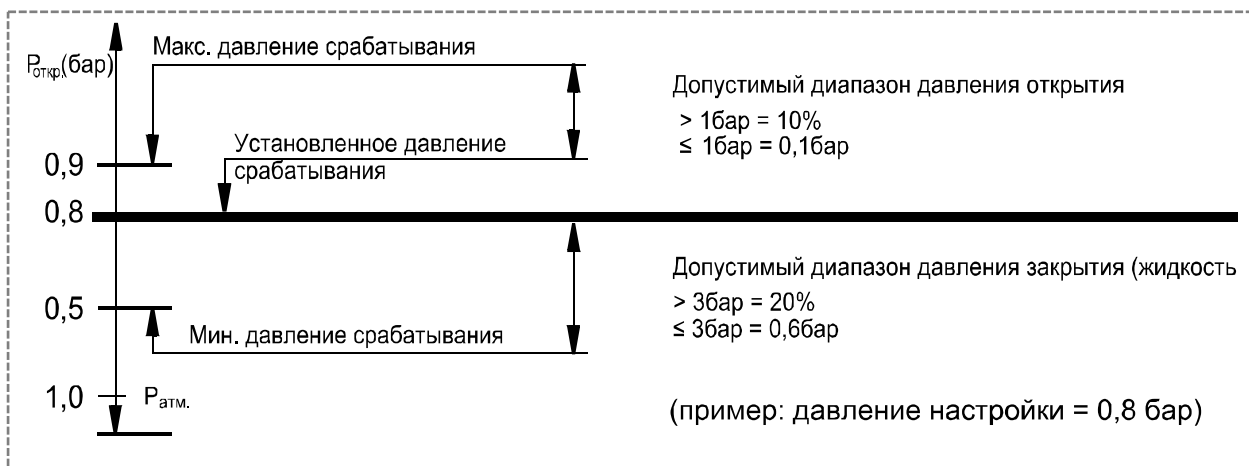 Макс. давление срабатывания
Pоткр.(бар)
Допустимый диапазон давления открытия
> 1бар = 10%
≤ 1бар = 0,1бар
Установленное давление
срабатывания
0,9
0,8
Допустимый диапазон давления закрытия (жидкость
> 3бар = 20%
≤ 3бар = 0,6бар
0,5
Мин. давление срабатывания
1,0 Pатм.
(пример: давление настройки = 0,8 бар)